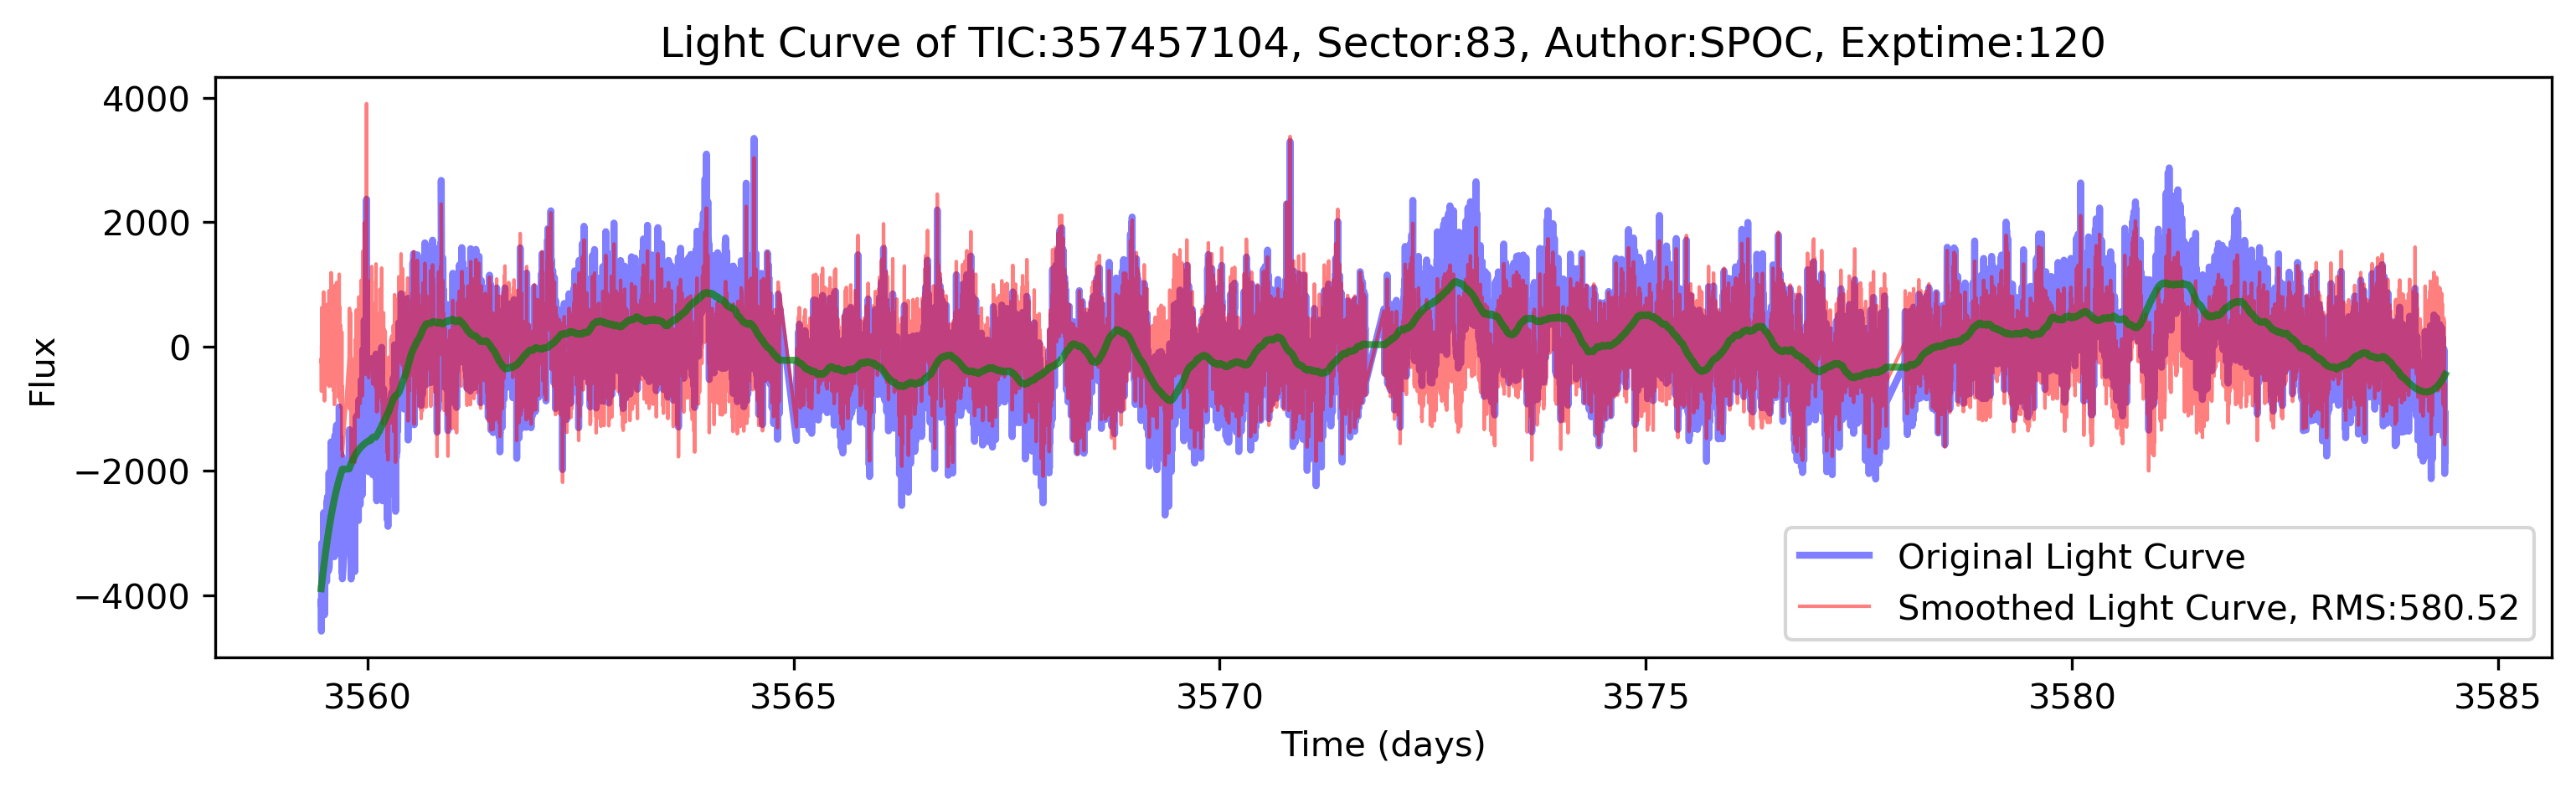 Light Curve of TIC:357457104, Sector:83, Author:SPOC, Exptime:120
Flux
4000
2000
0
−2000
−4000
Original Light Curve
Smoothed Light Curve, RMS:580.52
3560 3565 3570 3575 3580 3585
Time (days)